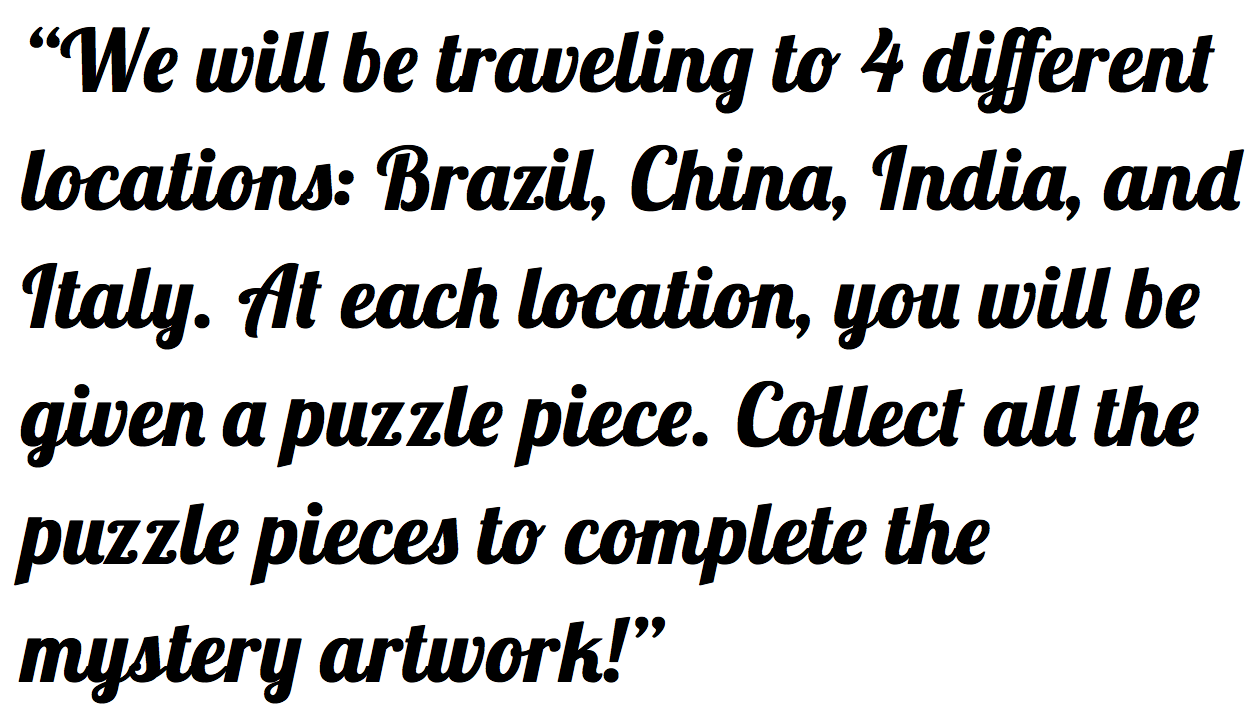 “We will be traveling to 4 different
locations: Brazil, China, India, and
Italy. At each location, you will be
given a puzzle piece. Collect all the
puzzle pieces to complete the
mystery artwork!”